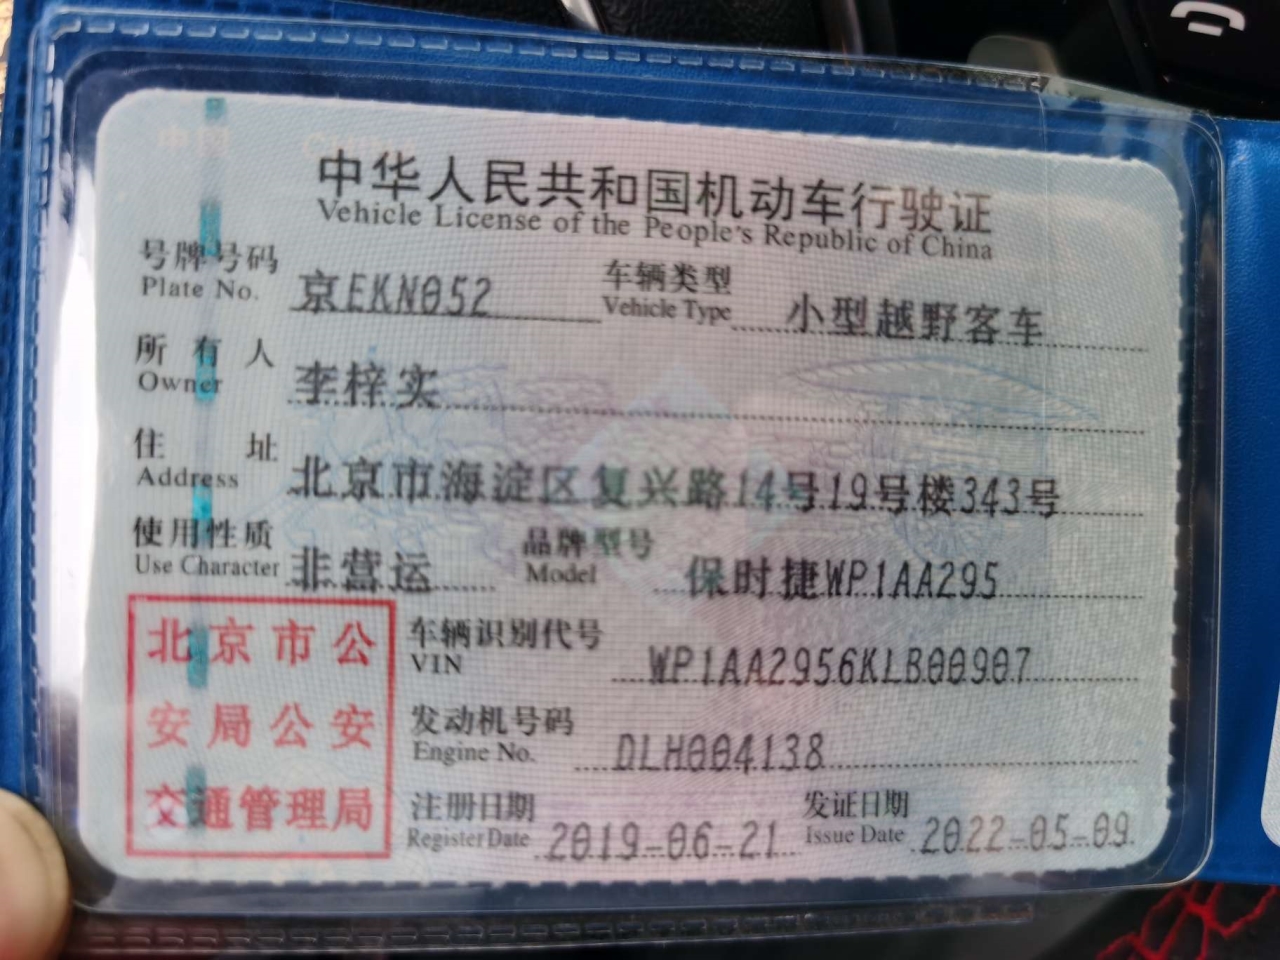 中华人民共和国机动车行驶证
Vehicle License of the People's Republic of China
号牌号码 京EKN052 车辆类型 小型越野客车
Plate No. Vehicle Type
所有人 李梓实
Owner
住址 北京市海淀区复兴路14号19号楼343号
Address
使用性质 非营运 品牌型号 保时捷WP1AA295
Use Character Model
北京市公
安局公安
交通管理局
车辆识别代号 WP1AA2956KLB00907
VIN
发动机号码 DLH004138
Engine No.
注册日期 2019-06-21 发证日期 2022-05-09
Register Date Issue Date